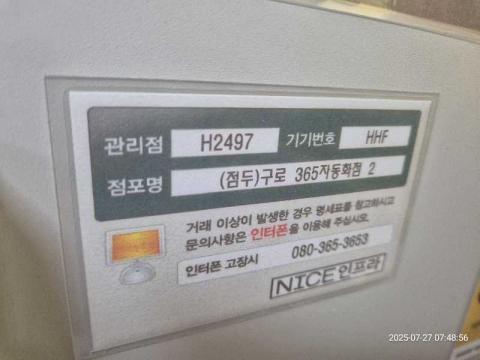 관리점 H2497 기기번호 HHF
점포명 (점두)구로 365자동화점 2
거래 이상이 발생한 경우 명세표를 참고하시고
문의사항은 인터폰을 이용해 주십시오.
인터폰 고장시 080-365-3653
NICE인프라
2025-07-27 07:48:56